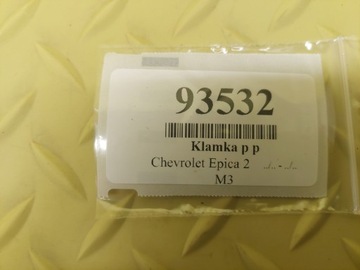 93532
Klamka p p
Chevrolet Epica 2
M3